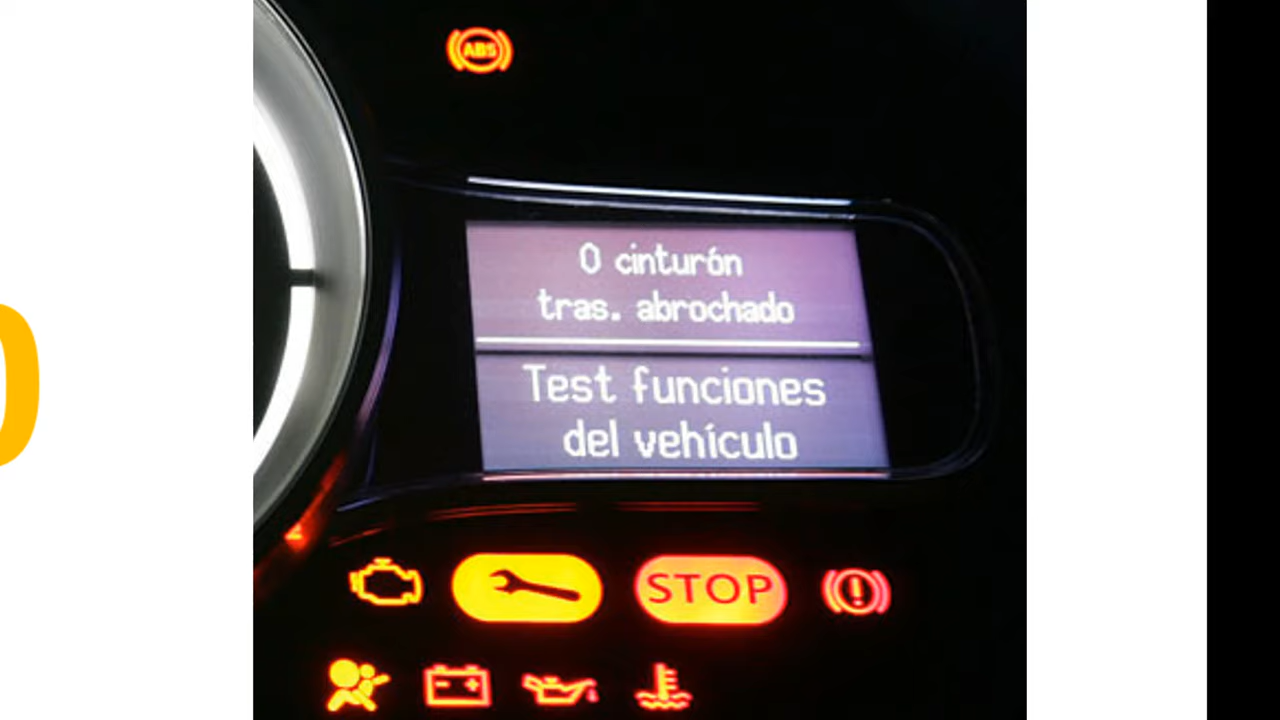 ABS
0 cinturón
tras. abrochado
Test funciones
del vehículo
STOP